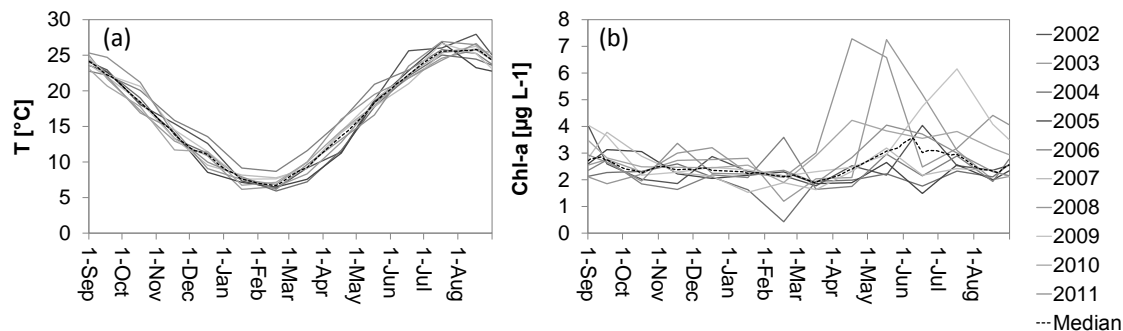 (a)
T [°C]
30
25
20
15
10
5
0
1-Sep
1-Oct
1-Nov
1-Dec
1-Jan
1-Feb
1-Mar
1-Apr
1-May
1-Jun
1-Jul
1-Aug
(b)
Chl-a [µg L-1]
8
7
6
5
4
3
2
1
0
1-Sep
1-Oct
1-Nov
1-Dec
1-Jan
1-Feb
1-Mar
1-Apr
1-May
1-Jun
1-Jul
1-Aug
2002
2003
2004
2005
2006
2007
2008
2009
2010
2011
Median